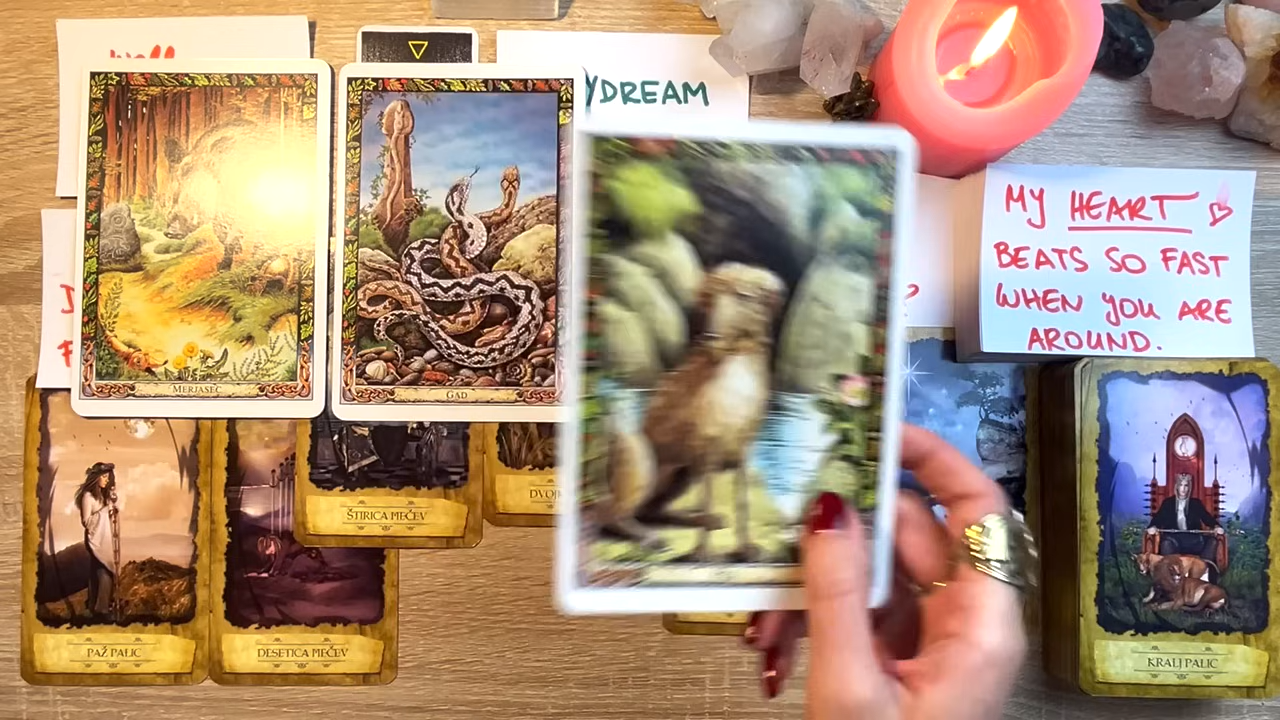 YDREAM
MY HEART
BEATS SO FAST
WHEN YOU ARE
AROUND.
MERJASEC
GAD
ŠTIRICA MEČEV
PAŽ PALIC
DESETICA MEČEV
KRALJ PALIC